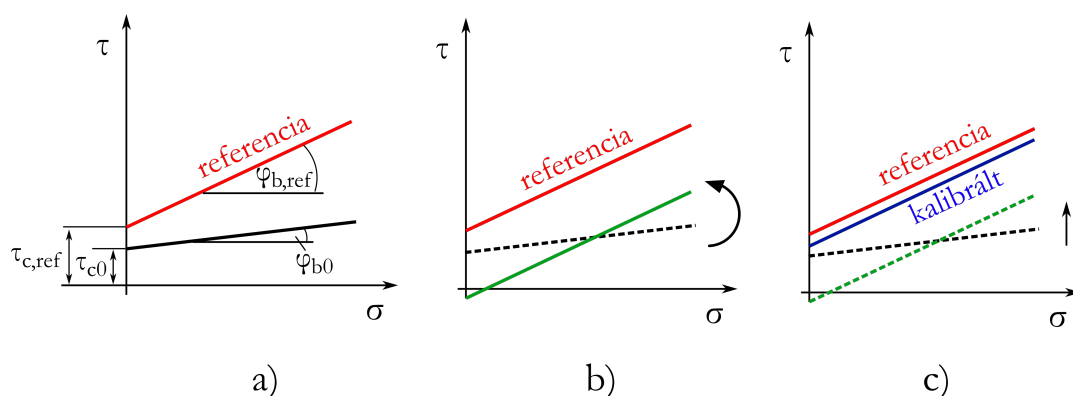 τ
referencia
φb,ref
τc,ref
τc0
φb0
σ
a)
τ
referencia
σ
b)
τ
referencia
kalibrált
σ
c)